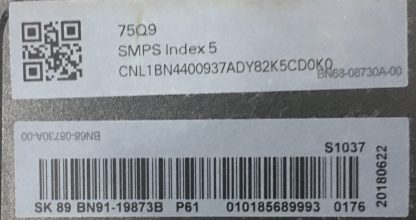 75Q9
SMPS Index 5
CNL1BN4400937ADY82K5CD0K0
BN68-08730A-00
BN68-08730A-00
S1037
20180622
SK 89 BN91-19873B P61 010185689993 0176